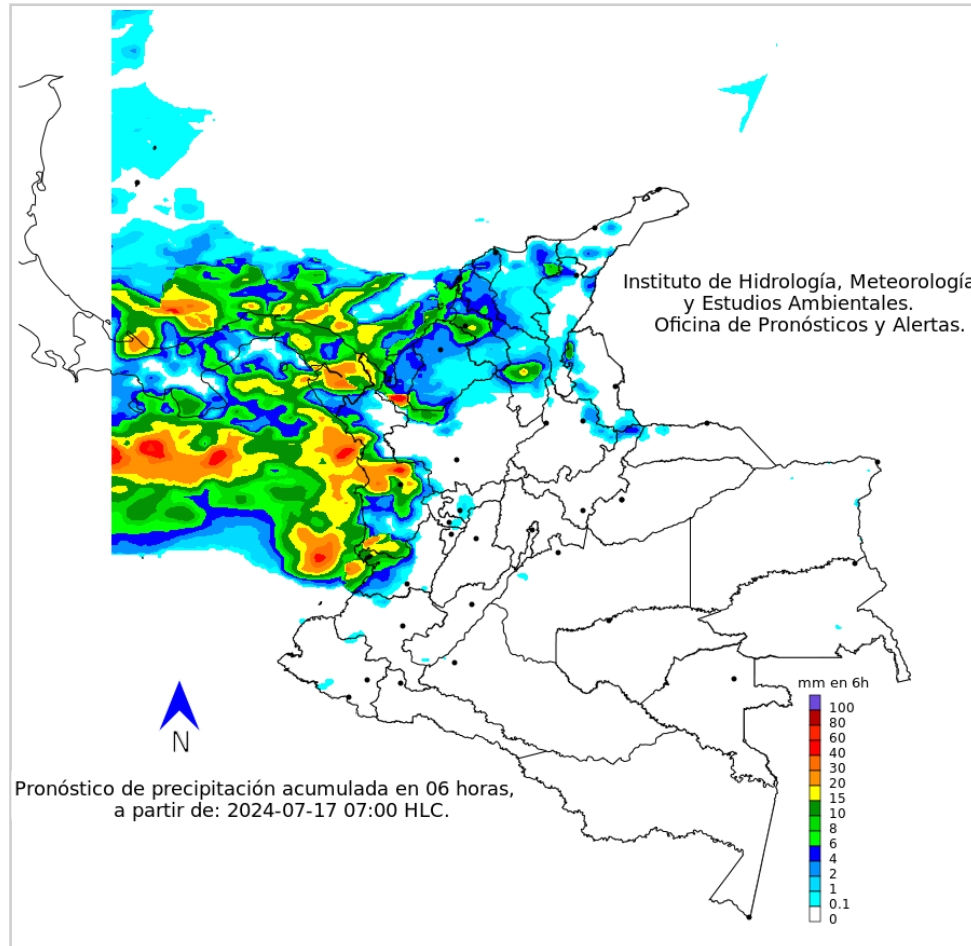 Instituto de Hidrología, Meteorología
y Estudios Ambientales.
Oficina de Pronósticos y Alertas.
mm en 6h
100
80
60
40
30
20
15
10
8
6
4
2
1
0.1
0
N
Pronóstico de precipitación acumulada en 06 horas,
a partir de: 2024-07-17 07:00 HLC.